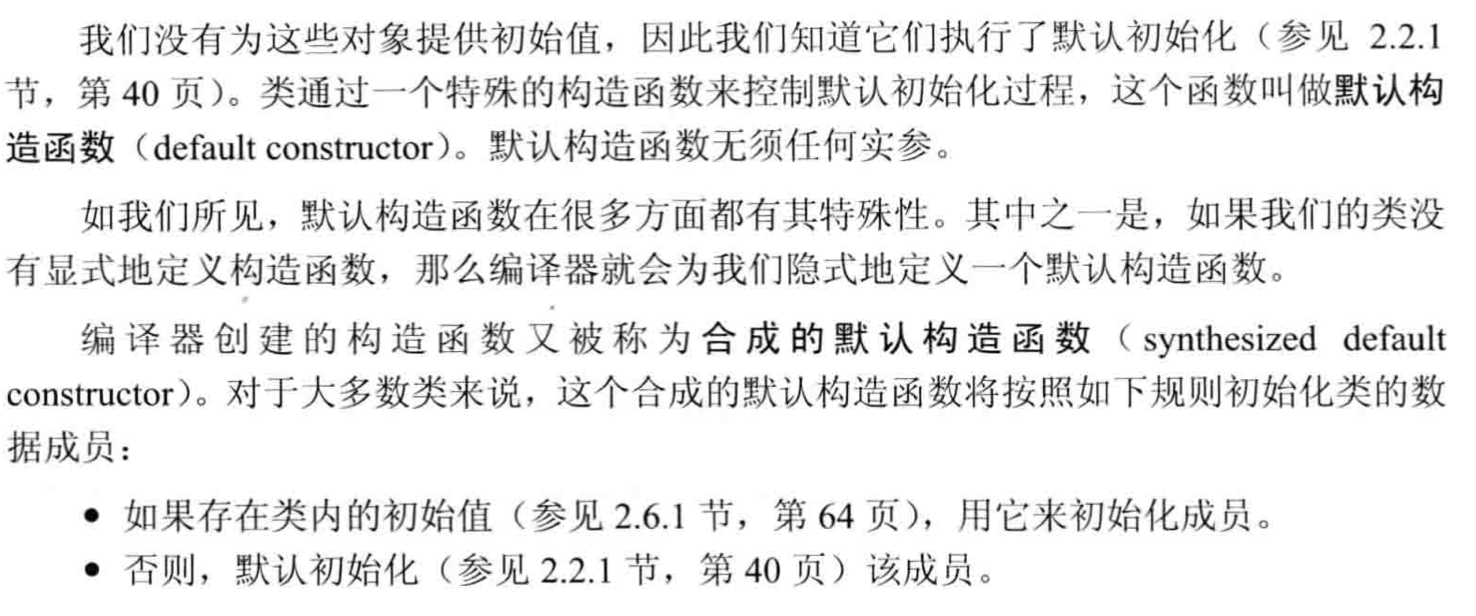 我们没有为这些对象提供初始值，因此我们知道它们执行了默认初始化（参见 2.2.1
节，第 40 页）。类通过一个特殊的构造函数来控制默认初始化过程，这个函数叫做默认构
造函数（default constructor）。默认构造函数无须任何实参。
如我们所见，默认构造函数在很多方面都有其特殊性。其中之一是，如果我们的类没
有显式地定义构造函数，那么编译器就会为我们隐式地定义一个默认构造函数。
编译器创建的构造函数又被称为合成的默认构造函数（synthesized default
constructor）。对于大多数类来说，这个合成的默认构造函数将按照如下规则初始化类的数
据成员：
• 如果存在类内的初始值（参见 2.6.1 节，第 64 页），用它来初始化成员。
• 否则，默认初始化（参见 2.2.1 节，第 40 页）该成员。